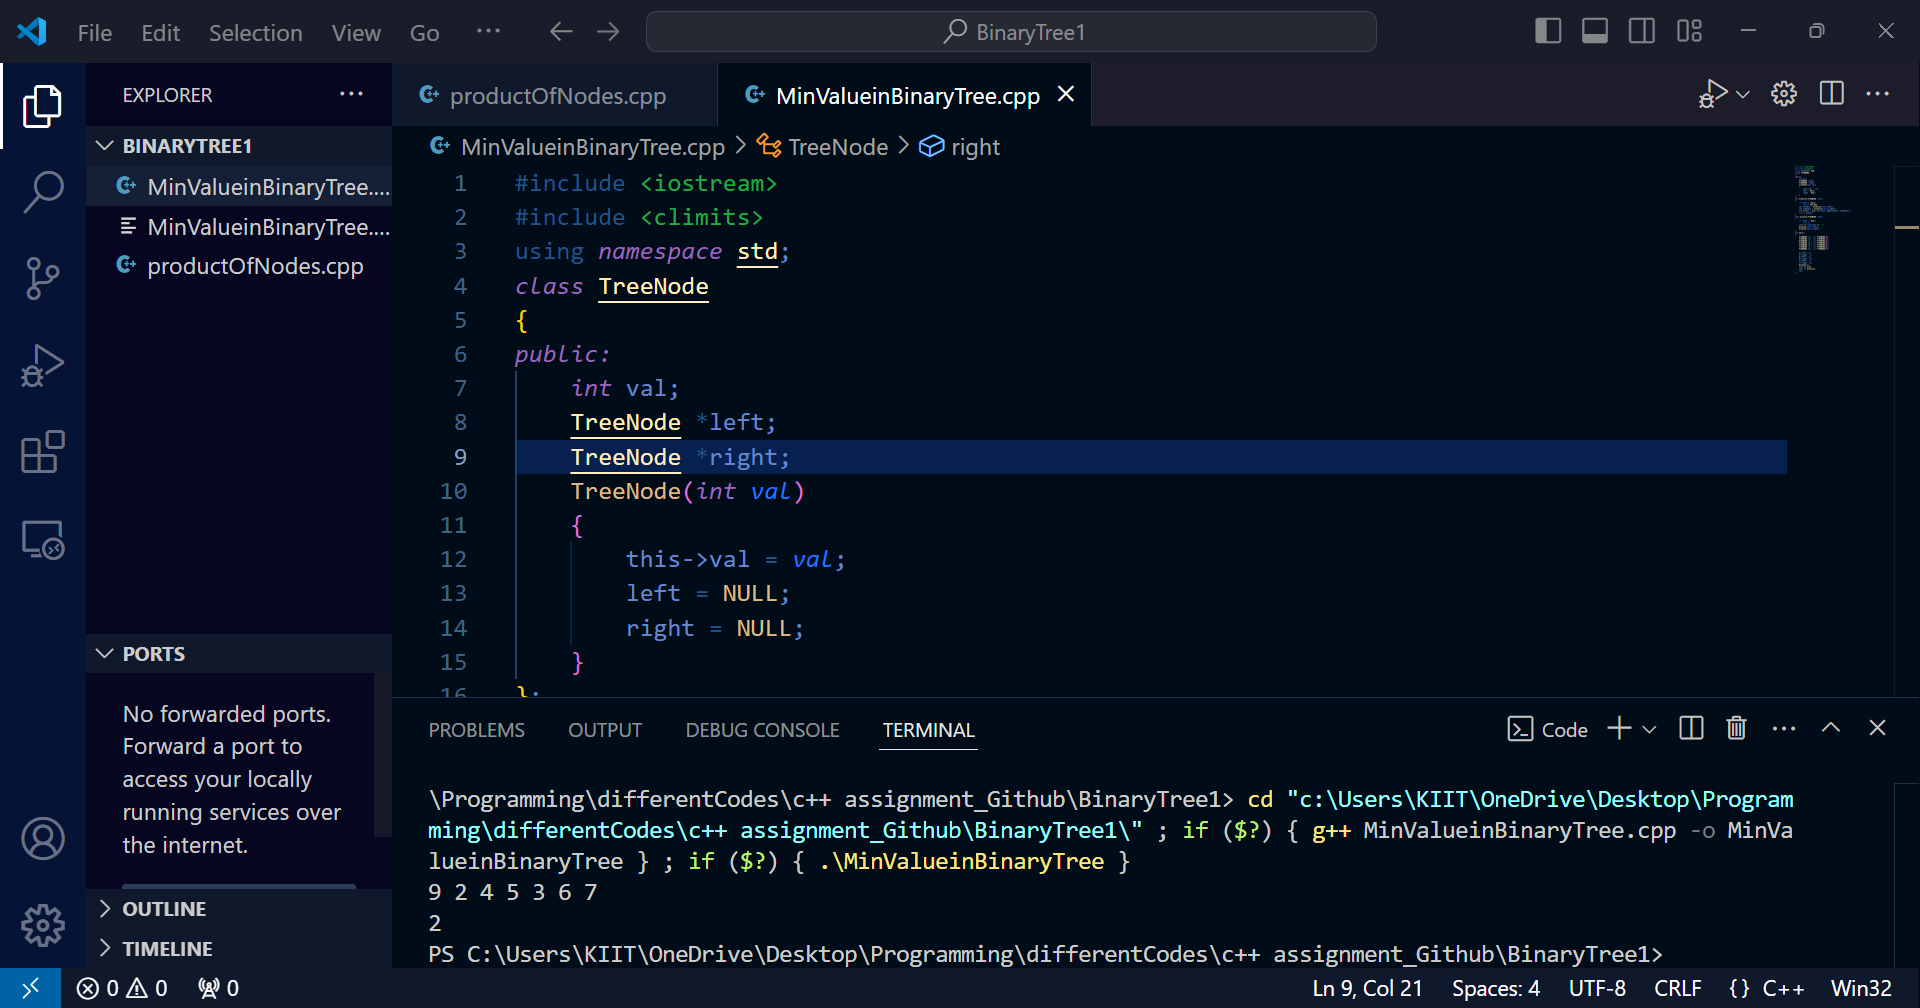 File Edit Selection View Go ··· BinaryTree1
EXPLORER ···
BINARYTREE1
MinValueinBinaryTree....
MinValueinBinaryTree....
productOfNodes.cpp
PORTS
No forwarded ports.
Forward a port to
access your locally
running services over
the internet.
OUTLINE
TIMELINE
productOfNodes.cpp MinValueinBinaryTree.cpp
MinValueinBinaryTree.cpp > TreeNode > right
1 #include <iostream>
2 #include <climits>
3 using namespace std;
4 class TreeNode
5 {
6 public:
7 int val;
8 TreeNode *left;
9 TreeNode *right;
10 TreeNode(int val)
11 {
12 this->val = val;
13 left = NULL;
14 right = NULL;
15 }
16 };
PROBLEMS OUTPUT DEBUG CONSOLE TERMINAL Code
\Programming\differentCodes\c++ assignment_Github\BinaryTree1> cd "c:\Users\KIIT\OneDrive\Desktop\Program
ming\differentCodes\c++ assignment_Github\BinaryTree1\" ; if ($?) { g++ MinValueinBinaryTree.cpp -o MinVa
lueinBinaryTree } ; if ($?) { .\MinValueinBinaryTree }
9 2 4 5 3 6 7
2
PS C:\Users\KIIT\OneDrive\Desktop\Programming\differentCodes\c++ assignment_Github\BinaryTree1>
0 0 0 Ln 9, Col 21 Spaces: 4 UTF-8 CRLF {} C++ Win32